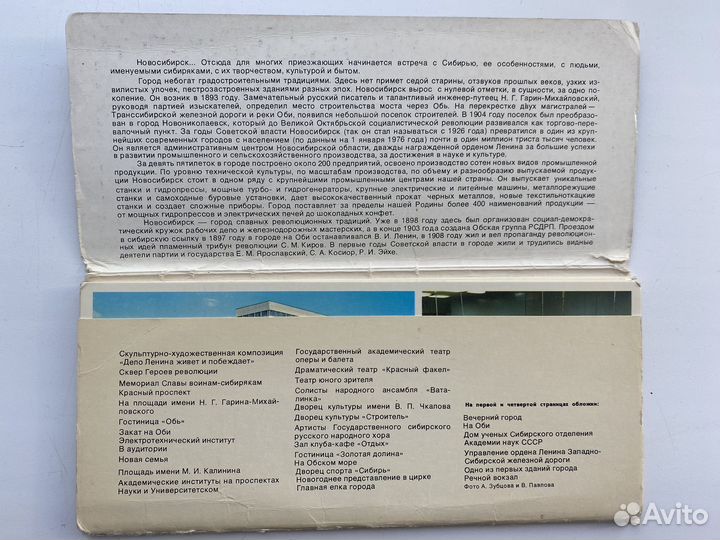 Новосибирск... Отсюда для многих приезжающих начинается встреча с Сибирью, ее особенностями, с людьми,
именуемыми сибиряками, с их творчеством, культурой и бытом.
Город небогат градостроительными традициями. Здесь нет примет седой старины, отзвуков прошлых веков, узких из-
вилистых улочек, пестрозастроенных зданиями разных эпох. Новосибирск вырос с нулевой отметки, в сущности, за одно по-
коление. Он возник в 1893 году. Замечательный русский писатель и талантливый инженер-путеец Н. Г. Гарин-Михайловский,
руководя партией изыскателей, определил место строительства моста через Обь. На перекрестке двух магистралей —
Транссибирской железной дороги и реки Оби, появился небольшой поселок строителей. В 1904 году поселок был преобразо-
ван в город Новониколаевск, который до Великой Октябрьской социалистической революции развивался как торгово-пере-
валочный пункт. За годы Советской власти Новосибирск (так он стал называться с 1926 года) превратился в один из круп-
нейших современных городов с населением (по данным на 1 января 1976 года) почти в один миллион триста тысяч человек.
Он является административным центром Новосибирской области, дважды награжденной орденом Ленина за большие успехи
в развитии промышленного и сельскохозяйственного производства, за достижения в науке и культуре.
За девять пятилеток в городе построено около 200 предприятий, освоено производство сотен новых видов промышленной
продукции. По уровню технической культуры, по масштабам производства, по объему и разнообразию выпускаемой продук-
ции Новосибирск стоит в одном ряду с крупнейшими промышленными центрами нашей страны. Он выпускает уникальные
станки и гидропрессы, мощные турбо- и гидрогенераторы, крупные электрические и литейные машины, металлорежущие
станки и самоходные буровые установки, дает высококачественный прокат черных металлов, новые текстильноткацкие
станки и создает сложные приборы. Город поставляет за пределы нашей Родины более 400 наименований продукции —
от мощных гидропрессов и электрических печей до шоколадных конфет.
Новосибирск — город славных революционных традиций. Уже в 1898 году здесь был организован социал-демокра-
тический кружок рабочих депо и железнодорожных мастерских, а в конце 1903 создана Обская группа РСДРП. Проездом
в сибирскую ссылку в 1897 году в городе на Оби останавливался В. И. Ленин, в 1908 году жил и вел пропаганду революцион-
ных идей пламенный трибун революции С. М. Киров. В первые годы Советской власти в городе жили и трудились видные
деятели партии и государства Е. М. Ярославский, С. А. Косиор, Р. И. Эйхе.
Скульптурно-художественная композиция
«Дело Ленина живет и побеждает»
Сквер Героев революции
Мемориал Славы воинам-сибирякам
Красный проспект
На площади имени Н. Г. Гарина-Михай-
ловского
Гостиница «Обь»
Закат на Оби
Электротехнический институт
В аудитории
Новая семья
Площадь имени М. И. Калинина
Академические институты на проспектах
Науки и Университетском
Государственный академический театр
оперы и балета
Драматический театр «Красный факел»
Театр юного зрителя
Солисты народного ансамбля «Вата-
линка»
Дворец культуры имени В. П. Чкалова
Дворец культуры «Строитель»
Артисты Государственного сибирского
русского народного хора
Зал клуба-кафе «Отдых»
Гостиница «Золотая долина»
На Обском море
Дворец спорта «Сибирь»
Новогоднее представление в цирке
Главная елка города
На первой и четвертой страницах обложки:
Вечерний город
На Оби
Дом ученых Сибирского отделения
Академии наук СССР
Управление ордена Ленина Западно-
Сибирской железной дороги
Одно из первых зданий города
Речной вокзал
Фото А. Зубцова и В. Павлова
Avito